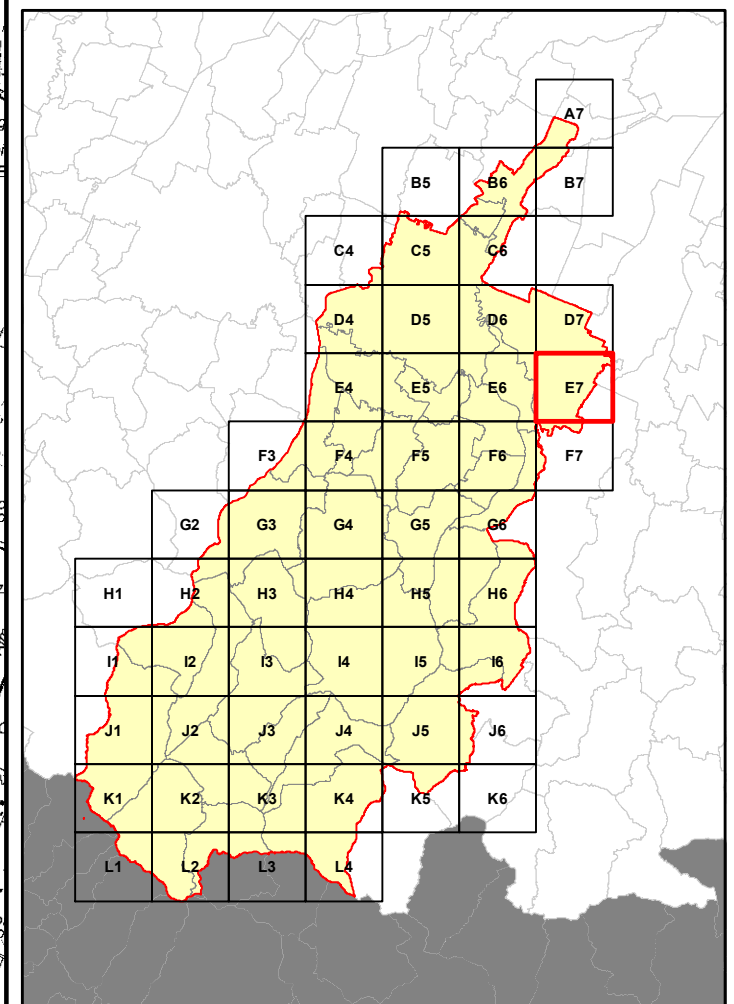 A7
B5 B6 B7
C4 C5 C6
D4 D5 D6 D7
E4 E5 E6 E7
F3 F4 F5 F6 F7
G2 G3 G4 G5 G6
H1 H2 H3 H4 H5 H6
I1 I2 I3 I4 I5 I6
J1 J2 J3 J4 J5 J6
K1 K2 K3 K4 K5 K6
L1 L2 L3 L4